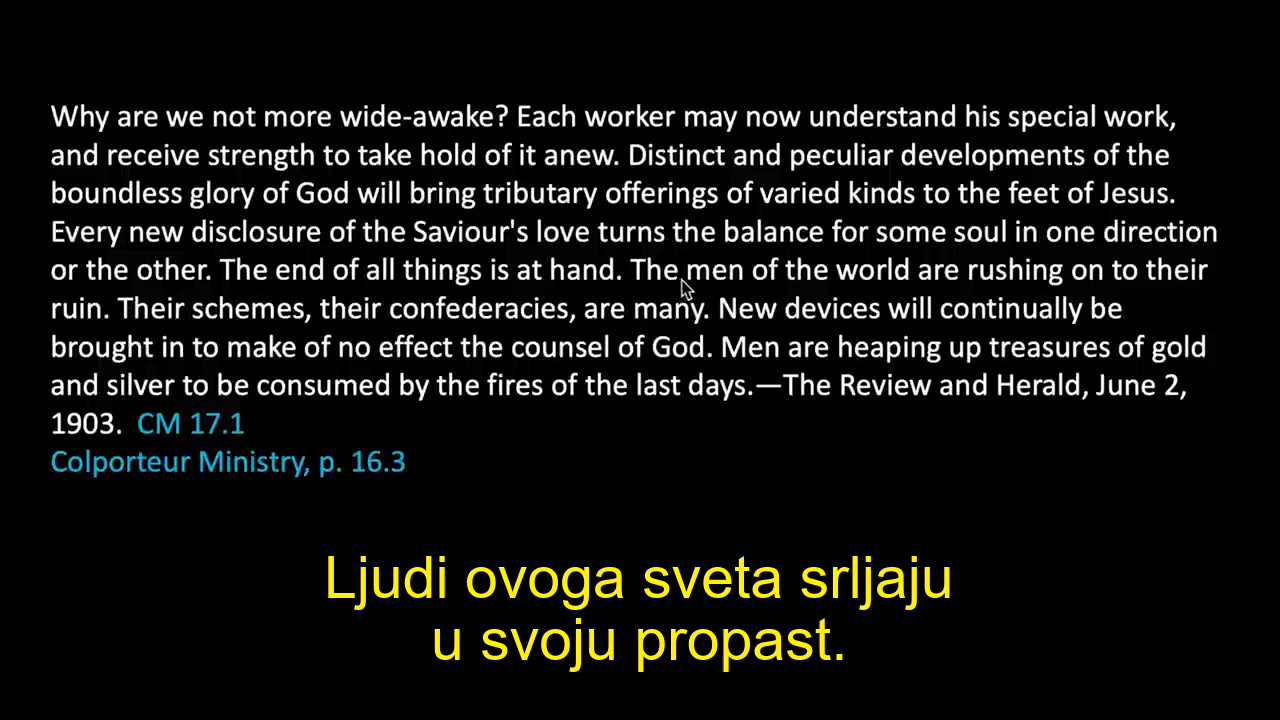 Why are we not more wide-awake? Each worker may now understand his special work,
and receive strength to take hold of it anew. Distinct and peculiar developments of the
boundless glory of God will bring tributary offerings of varied kinds to the feet of Jesus.
Every new disclosure of the Saviour's love turns the balance for some soul in one direction
or the other. The end of all things is at hand. The men of the world are rushing on to their
ruin. Their schemes, their confederacies, are many. New devices will continually be
brought in to make of no effect the counsel of God. Men are heaping up treasures of gold
and silver to be consumed by the fires of the last days.—The Review and Herald, June 2,
1903. CM 17.1
Colporteur Ministry, p. 16.3
Ljudi ovoga sveta srljaju
u svoju propast.